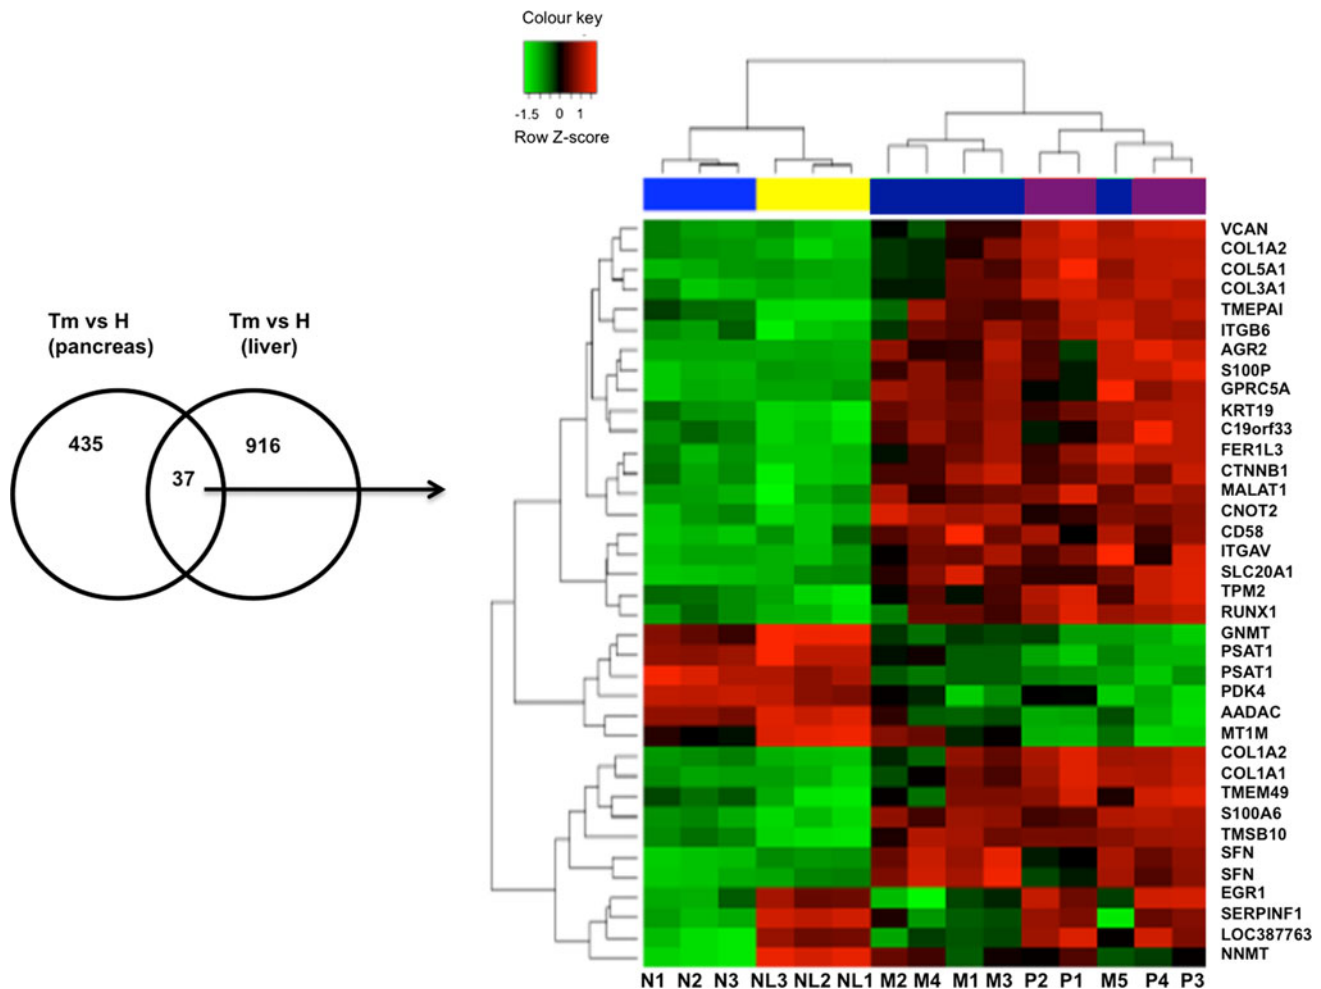 Colour key
-1.5 0 1
Row Z-score
Tm vs H
(pancreas)
Tm vs H
(liver)
435
37
916
VCAN
COL1A2
COL5A1
COL3A1
TMEPAI
ITGB6
AGR2
S100P
GPRC5A
KRT19
C19orf33
FER1L3
CTNNB1
MALAT1
CNOT2
CD58
ITGAV
SLC20A1
TPM2
RUNX1
GNMT
PSAT1
PSAT1
PDK4
AADAC
MT1M
COL1A2
COL1A1
TMEM49
S100A6
TMSB10
SFN
SFN
EGR1
SERPINF1
LOC387763
NNMT
N1 N2 N3 NL3 NL2 NL1 M2 M4 M1 M3 P2 P1 M5 P4 P3